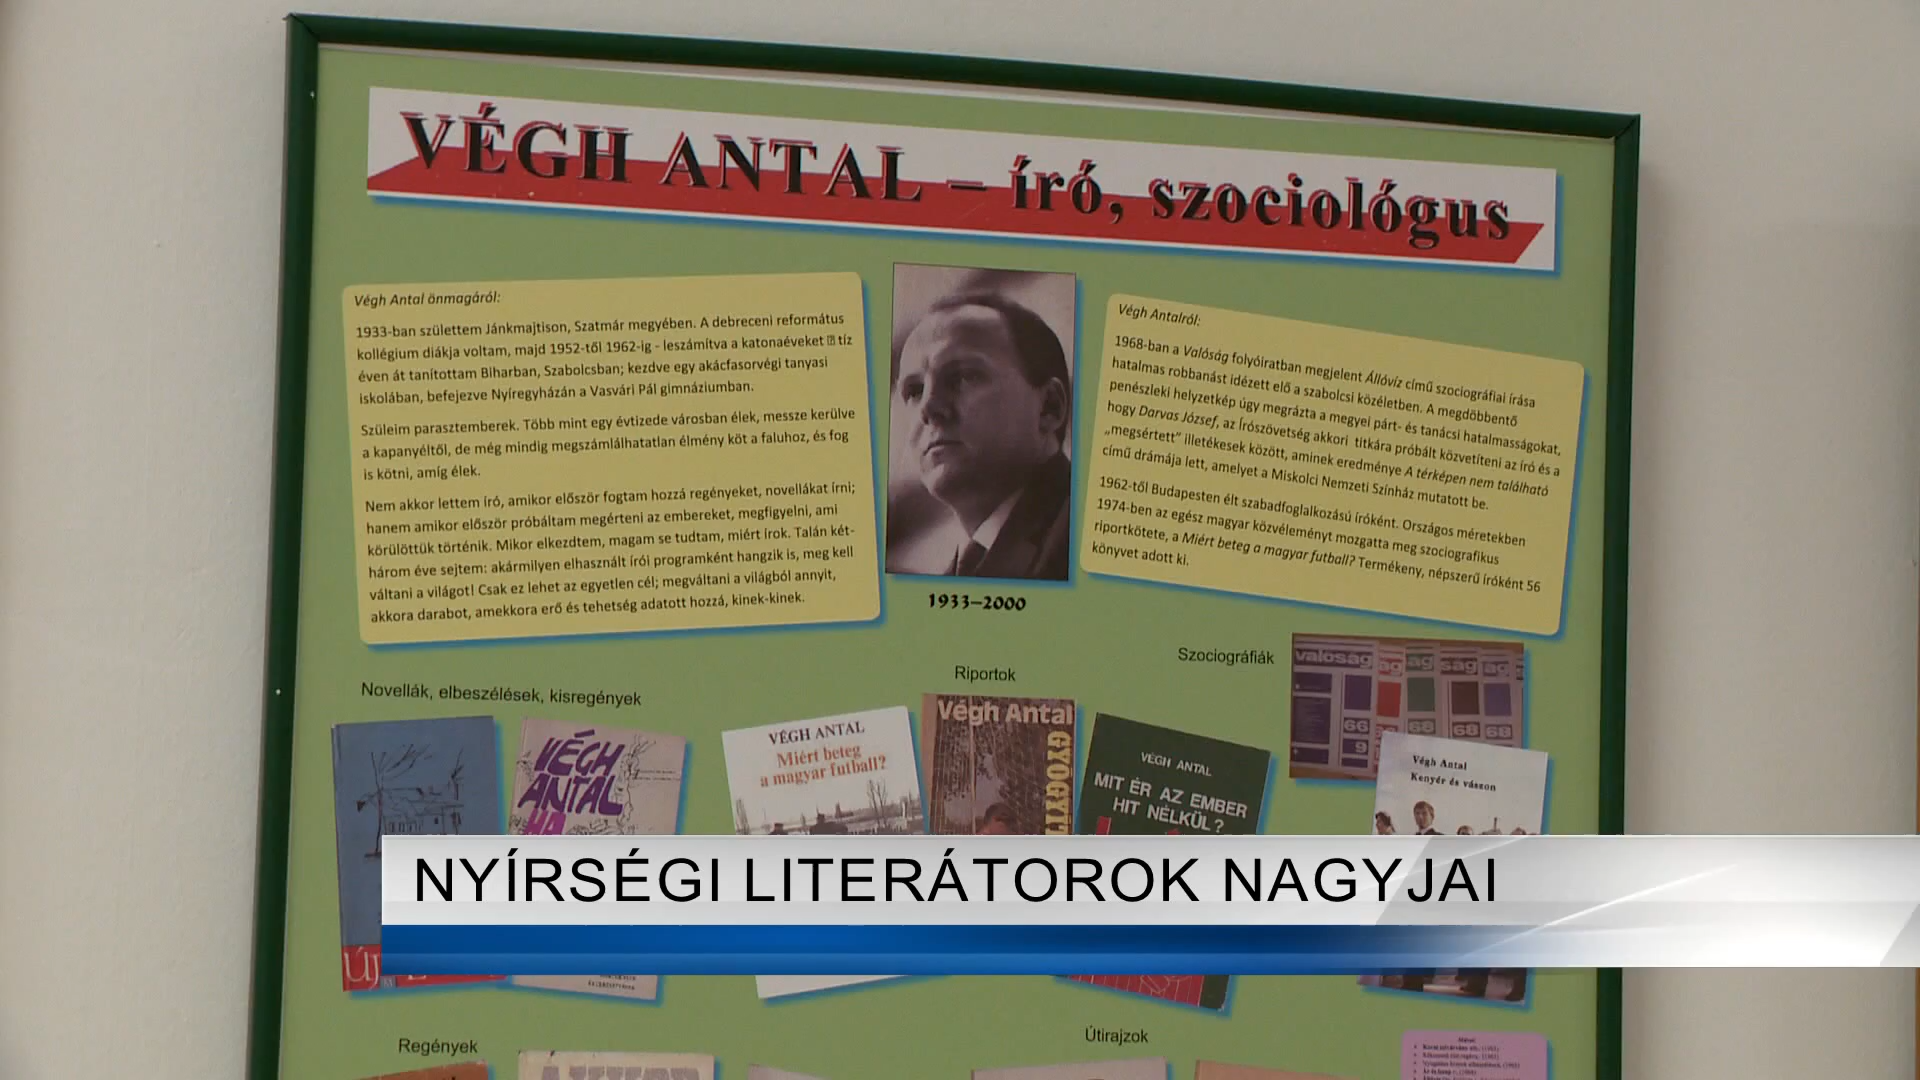 VÉGH ANTAL – író, szociológus
Végh Antal önmagáról:
1933-ban születtem Jánkmajtison, Szatmár megyében. A debreceni református
kollégium diákja voltam, majd 1952-től 1962-ig - leszámítva a katonaéveket tíz
éven át tanítottam Biharban, Szabolcsban; kezdve egy akácfasorvégi tanyasi
iskolában, befejezve Nyíregyházán a Vasvári Pál gimnáziumban.
Szüleim parasztemberek. Több mint egy évtizede városban élek, messze kerülve
a kapanyéltől, de még mindig megszámlálhatatlan élmény köt a faluhoz, és fog
is kötni, amíg élek.
Nem akkor lettem író, amikor először fogtam hozzá regényeket, novellákat írni;
hanem amikor először próbáltam megérteni az embereket, megfigyelni, ami
körülöttük történik. Mikor elkezdtem, magam se tudtam, miért írok. Talán két-
három éve sejtem: akármilyen elhasznált írói programként hangzik is, meg kell
váltani a világot! Csak ez lehet az egyetlen cél; megváltani a világból annyit,
akkora darabot, amekkora erő és tehetség adatott hozzá, kinek-kinek.
1933–2000
Végh Antalról:
1968-ban a Valóság folyóiratban megjelent Állóvíz című szociográfiai írása
hatalmas robbanást idézett elő a szabolcsi közéletben. A megdöbbentő
penészleki helyzetkép úgy megrázta a megyei párt- és tanácsi hatalmasságokat,
hogy Darvas József, az Írószövetség akkori titkára próbált közvetíteni az író és a
„megsértett” illetékesek között, aminek eredménye A térképen nem található
című drámája lett, amelyet a Miskolci Nemzeti Színház mutatott be.
1962-től Budapesten élt szabadfoglalkozású íróként. Országos méretekben
1974-ben az egész magyar közvéleményt mozgatta meg szociografikus
riportkötete, a Miért beteg a magyar futball? Termékeny, népszerű íróként 56
könyvet adott ki.
Novellák, elbeszélések, kisregények
VÉGH
ANTAL
HA
Riportok
VÉGH ANTAL
Miért beteg
a magyar futball?
Végh Antal
VÉGH ANTAL
MIT ÉR AZ EMBER
HIT NÉLKÜL?
Szociográfiák
valóság
66
9
68
68
68
Végh Antal
Kenyér és vászon
NYÍRSÉGI LITERÁTOROK NAGYJAI
Regények
Útirajzok